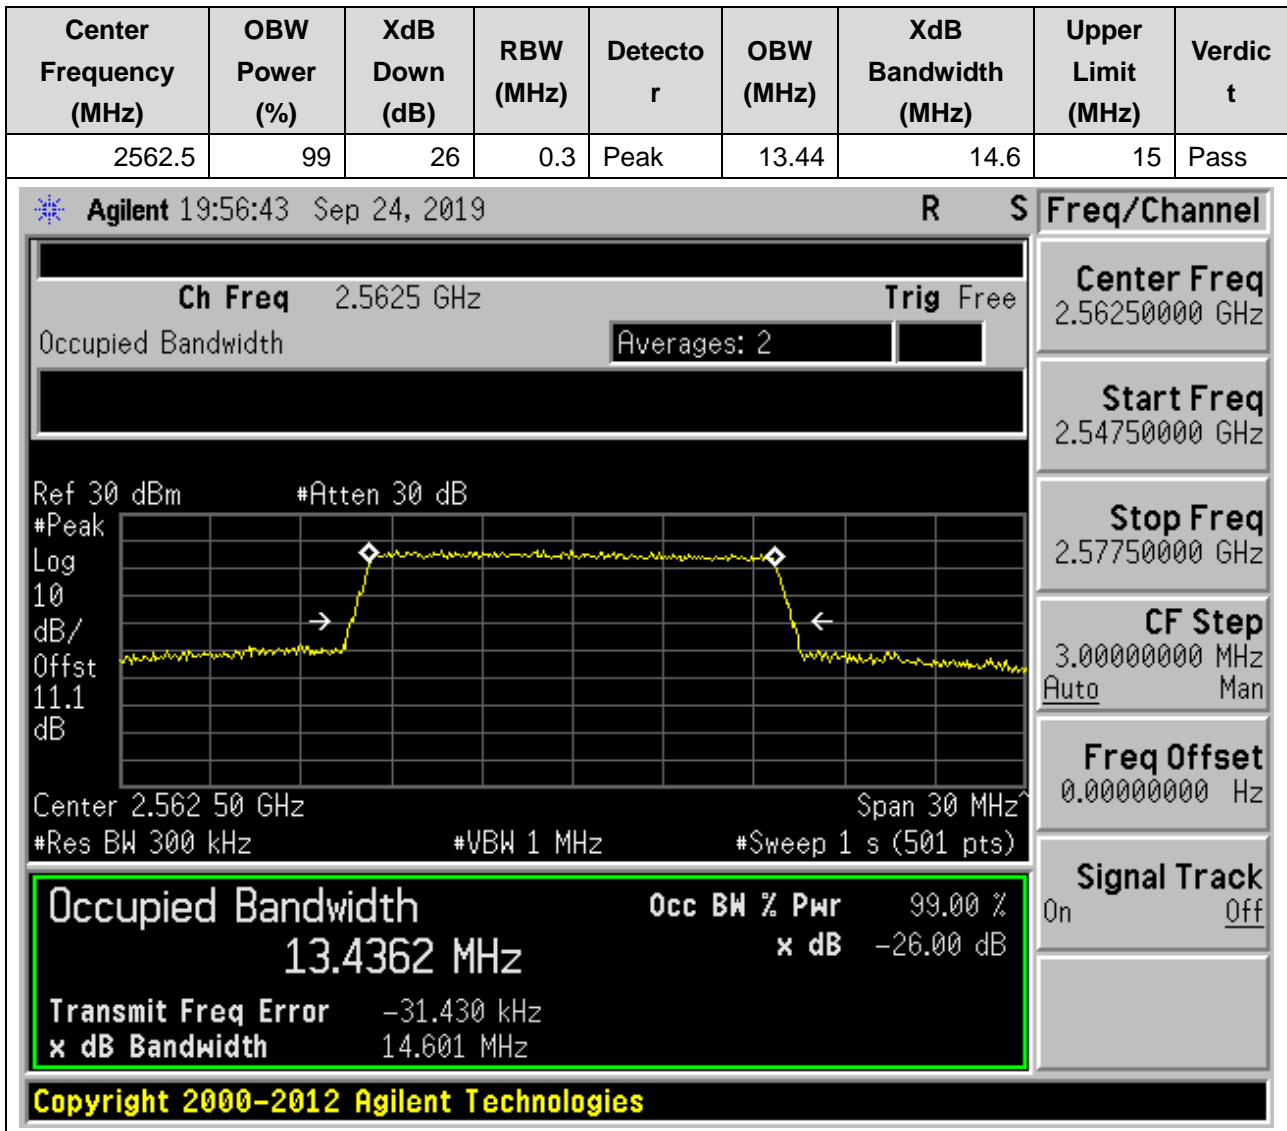 Center Frequency (MHz) OBW Power (%) XdB Down (dB) RBW (MHz) Detecto r OBW (MHz) XdB Bandwidth (MHz) Upper Limit (MHz) Verdic t
2562.5 99 26 0.3 Peak 13.44 14.6 15 Pass
Agilent 19:56:43 Sep 24, 2019 R S
Ch Freq 2.5625 GHz Trig Free
Occupied Bandwidth Averages: 2
Ref 30 dBm #Atten 30 dB
#Peak
Log
10
dB/
Offst
11.1
dB
Center 2.562 50 GHz Span 30 MHz^
#Res BW 300 kHz #VBW 1 MHz #Sweep 1 s (501 pts)
Occupied Bandwidth Occ BW % Pwr 99.00 %
13.4362 MHz x dB -26.00 dB
Transmit Freq Error -31.430 kHz
x dB Bandwidth 14.601 MHz
Freq/Channel
Center Freq
2.56250000 GHz
Start Freq
2.54750000 GHz
Stop Freq
2.57750000 GHz
CF Step
3.00000000 MHz
Auto Man
Freq Offset
0.00000000 Hz
Signal Track
On Off
Copyright 2000-2012 Agilent Technologies